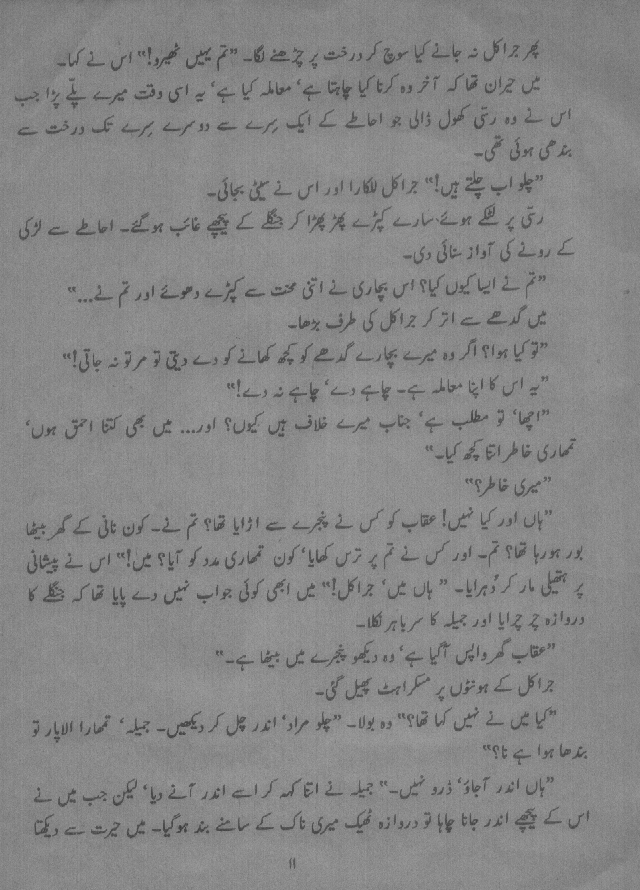 پھر جراکل نہ جانے کیا سوچ کر درخت پر چڑھنے لگا۔ ”تم یہیں ٹھیرو!“ اس نے کہا۔
میں حیران تھا کہ آخر وہ کرنا کیا چاہتا ہے‘ معاملہ کیا ہے‘ یہ اسی وقت میرے پلّے پڑا جب
اس نے وہ رسّی کھول ڈالی جو احاطے کے ایک سِرے سے دوسرے سِرے تک درخت سے
بندھی ہوئی تھی۔
”چلو اب چلتے ہیں!“ جراکل للکارا اور اس نے سیٹی بجائی۔
رسّی پر لٹکے ہوئے سارے کپڑے پھڑ پھڑا کر جنگلے کے پیچھے غائب ہوگئے۔ احاطے سے لڑکی
کے رونے کی آواز سنائی دی۔
”تم نے ایسا کیوں کیا؟ اس بچاری نے اتنی محنت سے کپڑے دھوئے اور تم نے...“
میں گدھے سے اتر کر جراکل کی طرف بڑھا۔
”تو کیا ہوا؟ اگر وہ میرے بچارے گدھے کو کچھ کھانے کو دے دیتی تو مر تو نہ جاتی!“
”یہ اس کا اپنا معاملہ ہے۔ چاہے دے‘ چاہے نہ دے!“
”اچھا‘ تو مطلب ہے‘ جناب میرے خلاف ہیں کیوں؟ اور... میں بھی کتنا احمق ہوں‘
تمھاری خاطر اتنا کچھ کیا۔“
”میری خاطر؟“
”ہاں اور کیا نہیں! عقاب کو کس نے پنجرے سے اڑایا تھا؟ تم نے۔ کون نانی کے گھر بیٹھا
بور ہورہا تھا؟ تم۔ اور کس نے تم پر ترس کھایا‘ کون تمھاری مدد کو آیا؟ میں!“ اس نے پیشانی
پر ہتھیلی مار کر دُہرایا۔ ”ہاں میں‘ جراکل!“ میں ابھی کوئی جواب نہیں دے پایا تھا کہ جنگلے کا
دروازہ چر چرایا اور جمیلہ کا سر باہر نکلا۔
”عقاب گھر واپس آگیا ہے‘ وہ دیکھو پنجرے میں بیٹھا ہے۔“
جراکل کے ہونٹوں پر مسکراہٹ پھیل گئی۔
”کیا میں نے نہیں کہا تھا؟“ وہ بولا۔ ”چلو مراد‘ اندر چل کر دیکھیں۔ جمیلہ‘ تمھارا الاپار تو
بندھا ہوا ہے نا؟“
”ہاں اندر آجاؤ‘ ڈرو نہیں۔“ جمیلہ نے اتنا کہہ کر اسے اندر آنے دیا‘ لیکن جب میں نے
اس کے پیچھے اندر جانا چاہا تو دروازہ ٹھیک میری ناک کے سامنے بند ہوگیا۔ میں حیرت سے دیکھتا
۱۱